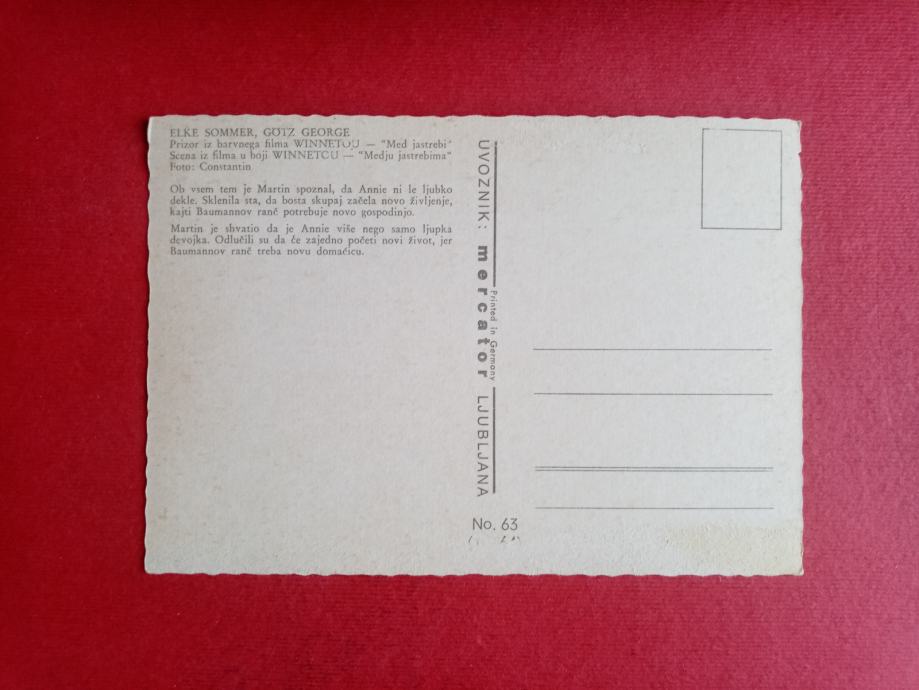 ELKE SOMMER, GÖTZ GEORGE
Prizor iz barvnega filma WINNETOU — "Med jastrebi"
Scena iz filma u boji WINNETCU — "Medju jastrebima"
Foto: Constantin
Ob vsem tem je Martin spoznal, da Annie ni le ljubko
dekle. Sklenila sta, da bosta skupaj začela novo življenje,
kajti Baumannov ranč potrebuje novo gospodinjo.
Martin je shvatio da je Annie više nego samo ljupka
devojka. Odlučili su da će zajedno početi novi život, jer
Baumannov ranč treba novu domaćicu.
UVOZNIK: mercator LJUBLJANA
Printed in Germany
No. 63